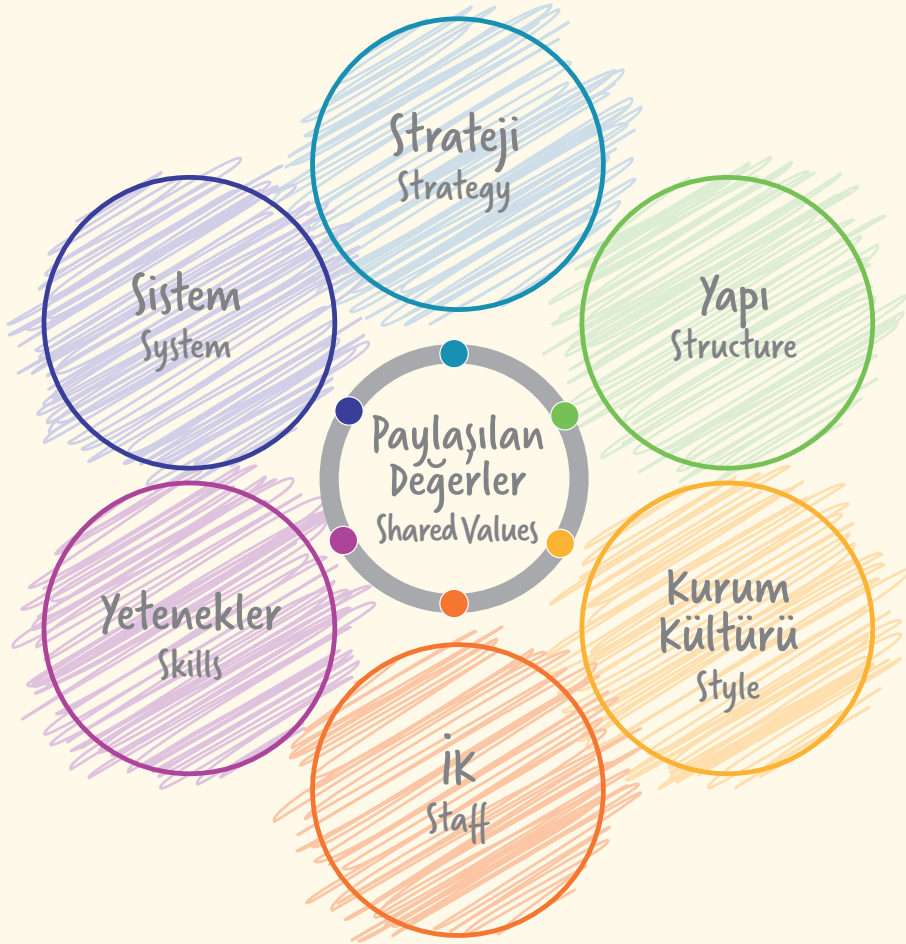 Strateji
Strategy
Sistem
System
Yapı
Structure
Paylaşılan
Değerler
Shared Values
Yetenekler
Skills
Kurum
Kültürü
Style
İK
Staff